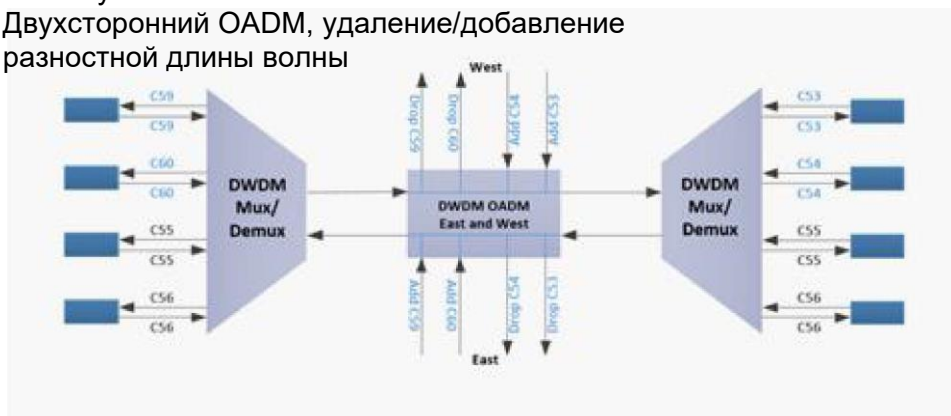 Двухсторонний OADM, удаление/добавление
разностной длины волны
West
Drop C59
Drop C60
Add C54
Add C53
C59
C59
C60
C60
C55
C55
C56
C56
DWDM
Mux/
Demux
DWDM OADM
East and West
DWDM
Mux/
Demux
C53
C53
C54
C54
C55
C55
C56
C56
Add C59
Add C60
Drop C54
Drop C53
East